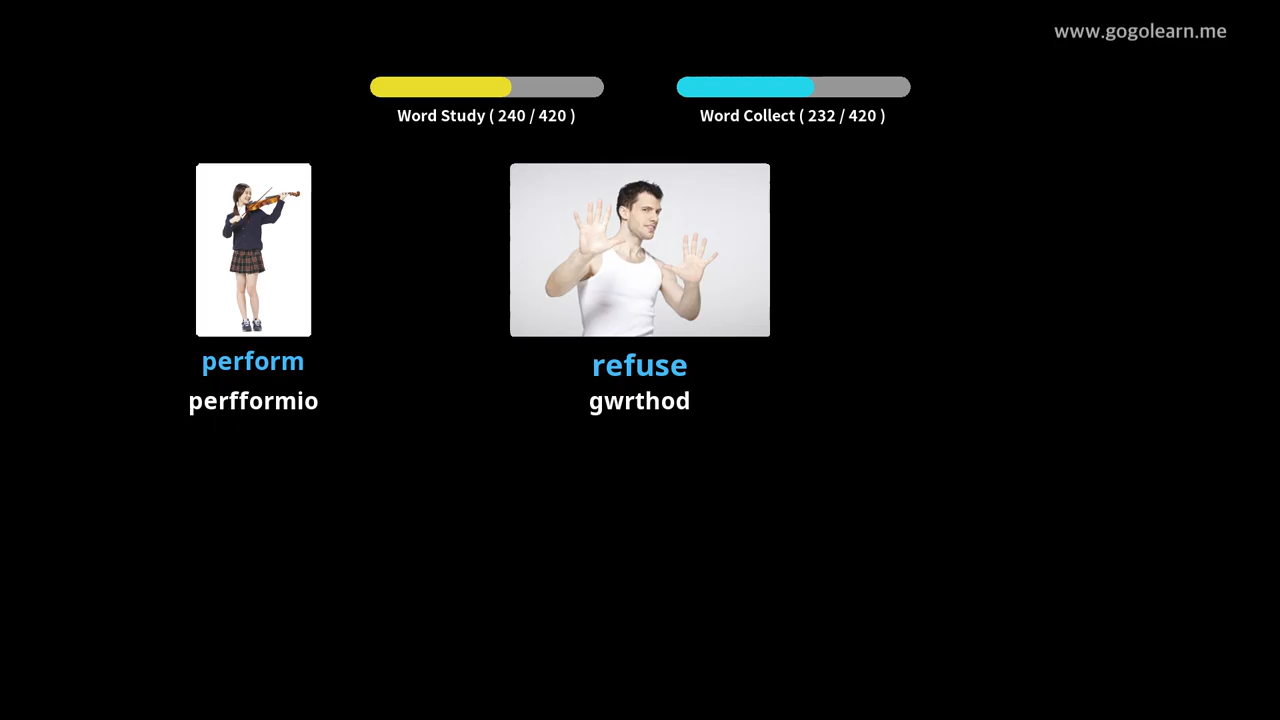 www.gogolearn.me
Word Study ( 240 / 420 )
Word Collect ( 232 / 420 )
perform
perfformio
refuse
gwrthod